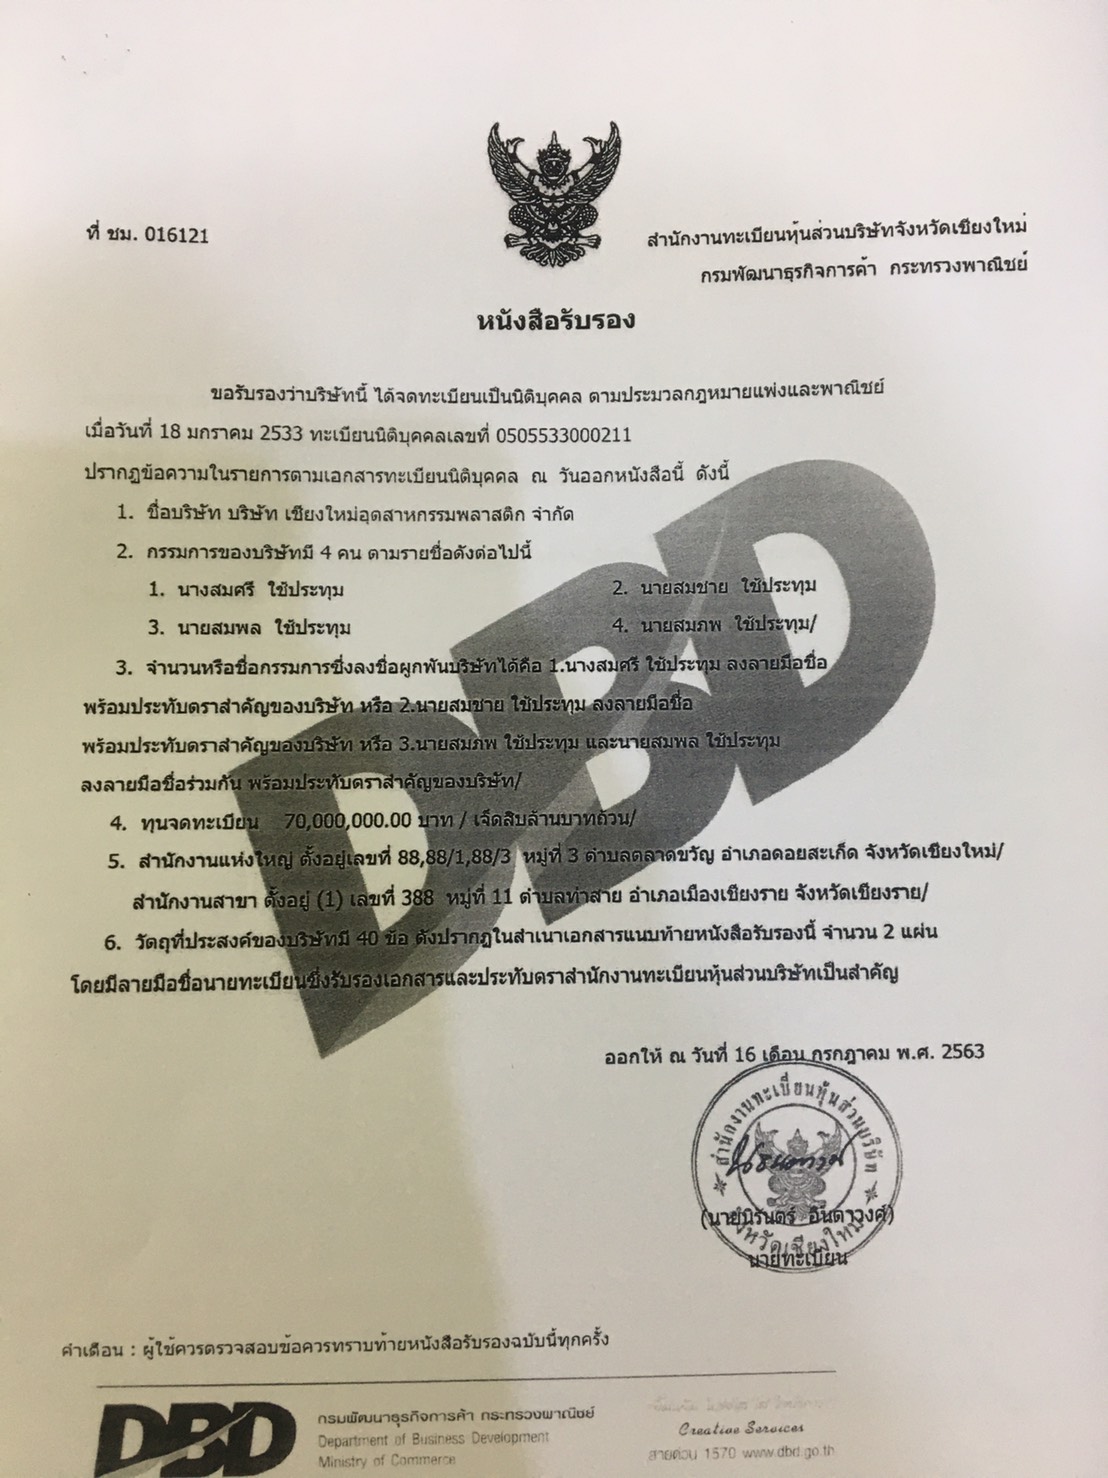 ที่ ชม. 016121
สำนักงานทะเบียนหุ้นส่วนบริษัทจังหวัดเชียงใหม่
กรมพัฒนาธุรกิจการค้า กระทรวงพาณิชย์
หนังสือรับรอง
ขอรับรองว่าบริษัทนี้ ได้จดทะเบียนเป็นนิติบุคคล ตามประมวลกฎหมายแพ่งและพาณิชย์
เมื่อวันที่ 18 มกราคม 2533 ทะเบียนนิติบุคคลเลขที่ 0505533000211
ปรากฏข้อความในรายการตามเอกสารทะเบียนนิติบุคคล ณ วันออกหนังสือนี้ ดังนี้
1. ชื่อบริษัท บริษัท เชียงใหม่อุตสาหกรรมพลาสติก จำกัด
2. กรรมการของบริษัทมี 4 คน ตามรายชื่อดังต่อไปนี้
1. นางสมศรี ใช้ประทุม 2. นายสมชาย ใช้ประทุม
3. นายสมพล ใช้ประทุม 4. นายสมภพ ใช้ประทุม/
3. จำนวนหรือชื่อกรรมการซึ่งลงชื่อผูกพันบริษัทได้คือ 1.นางสมศรี ใช้ประทุม ลงลายมือชื่อ
พร้อมประทับตราสำคัญของบริษัท หรือ 2.นายสมชาย ใช้ประทุม ลงลายมือชื่อ
พร้อมประทับตราสำคัญของบริษัท หรือ 3.นายสมภพ ใช้ประทุม และนายสมพล ใช้ประทุม
ลงลายมือชื่อร่วมกัน พร้อมประทับตราสำคัญของบริษัท/
4. ทุนจดทะเบียน 70,000,000.00 บาท / เจ็ดสิบล้านบาทถ้วน/
5. สำนักงานแห่งใหญ่ ตั้งอยู่เลขที่ 88,88/1,88/3 หมู่ที่ 3 ตำบลตลาดขวัญ อำเภอดอยสะเก็ด จังหวัดเชียงใหม่/
สำนักงานสาขา ตั้งอยู่ (1) เลขที่ 388 หมู่ที่ 11 ตำบลท่าสาย อำเภอเมืองเชียงราย จังหวัดเชียงราย/
6. วัตถุที่ประสงค์ของบริษัทมี 40 ข้อ ดังปรากฏในสำเนาเอกสารแนบท้ายหนังสือรับรองนี้ จำนวน 2 แผ่น
โดยมีลายมือชื่อนายทะเบียนซึ่งรับรองเอกสารและประทับตราสำนักงานทะเบียนหุ้นส่วนบริษัทเป็นสำคัญ
DBD
ออกให้ ณ วันที่ 16 เดือน กรกฎาคม พ.ศ. 2563
สำนักงานทะเบียนหุ้นส่วนบริษัท
(นายนิรันดร์ อินดาวงศ์)
จังหวัดเชียงใหม่
นายทะเบียน
คำเตือน : ผู้ใช้ควรตรวจสอบข้อควรทราบท้ายหนังสือรับรองฉบับนี้ทุกครั้ง
DBD
กรมพัฒนาธุรกิจการค้า กระทรวงพาณิชย์
Department of Business Development
Ministry of Commerce
Creative Services
สายด่วน 1570 www.dbd.go.th